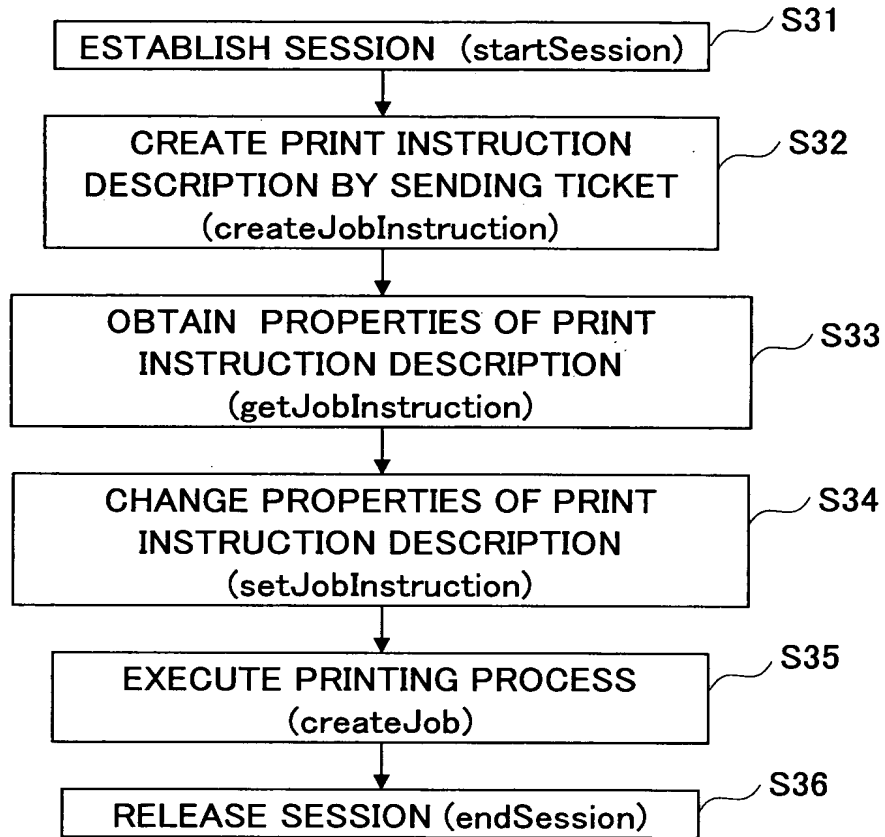 ESTABLISH SESSION (startSession)
S31
CREATE PRINT INSTRUCTION
DESCRIPTION BY SENDING TICKET
(createJobInstruction)
S32
OBTAIN PROPERTIES OF PRINT
INSTRUCTION DESCRIPTION
(getJobInstruction)
S33
CHANGE PROPERTIES OF PRINT
INSTRUCTION DESCRIPTION
(setJobInstruction)
S34
EXECUTE PRINTING PROCESS
(createJob)
S35
RELEASE SESSION (endSession)
S36